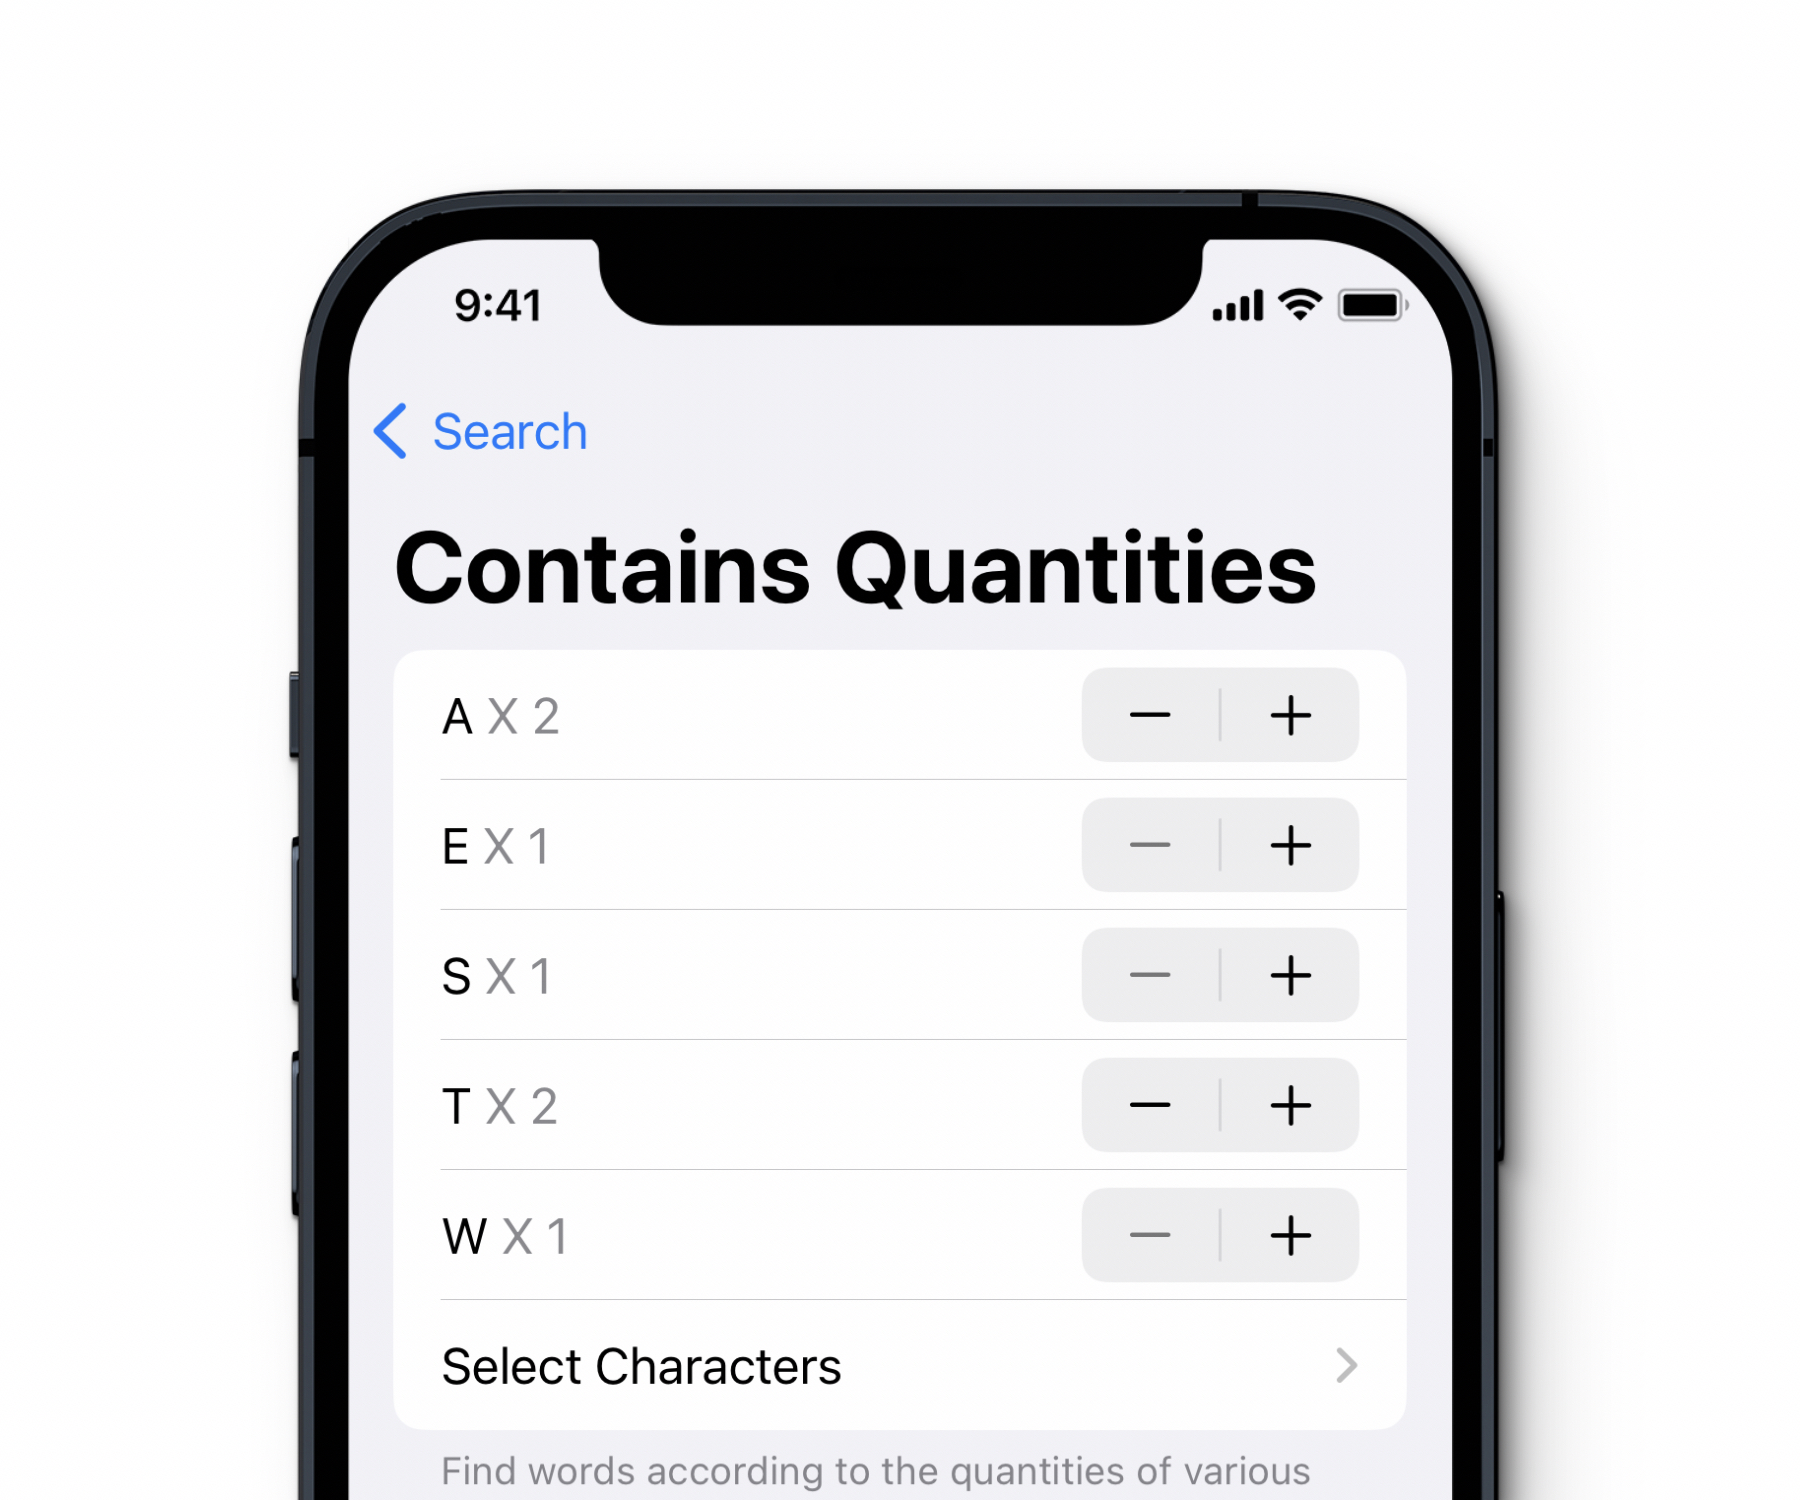 9:41
Search
Contains Quantities
A X 2
E X 1
S X 1
T X 2
W X 1
Select Characters
Find words according to the quantities of various